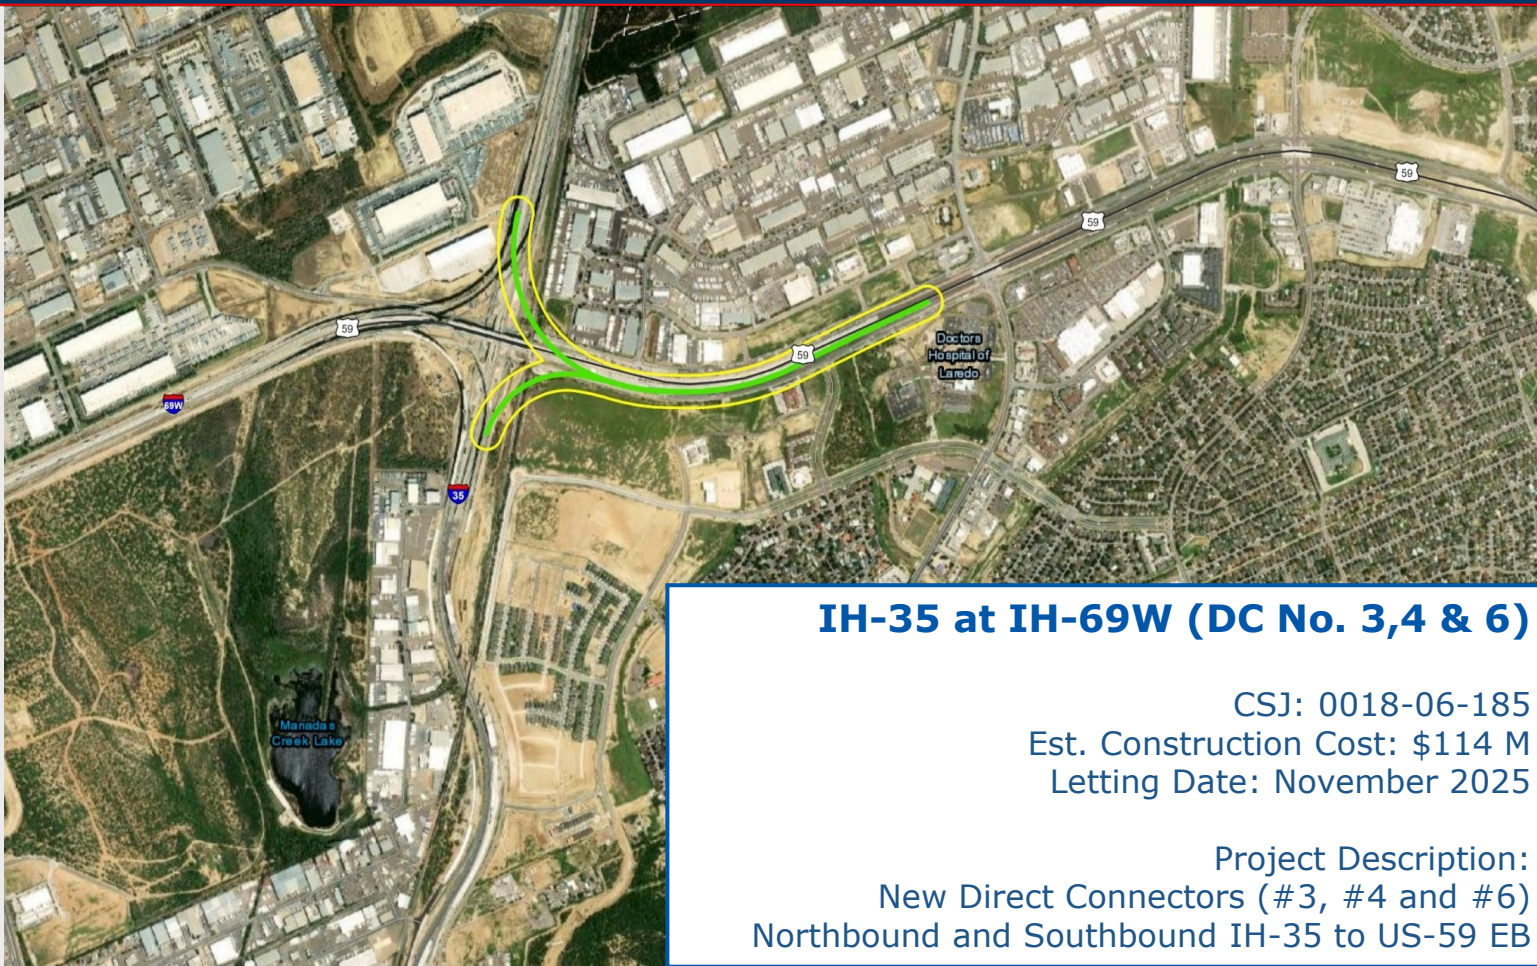 59
59
59
59
Doctors
Hospital of
Laredo
69W
35
Manadas
Creek Lake
IH-35 at IH-69W (DC No. 3,4 & 6)
CSJ: 0018-06-185
Est. Construction Cost: $114 M
Letting Date: November 2025
Project Description:
New Direct Connectors (#3, #4 and #6)
Northbound and Southbound IH-35 to US-59 EB